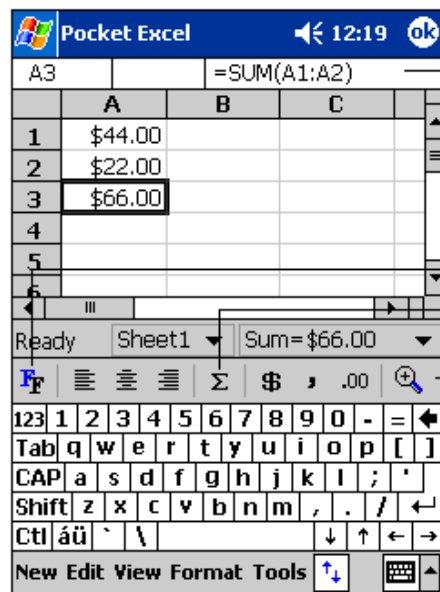 Pocket Excel 12:19 ok
A3 =SUM(A1:A2)
A B C
1 $44.00
2 $22.00
3 $66.00
4
5
6
Ready Sheet1 Sum=$66.00
FF Σ $ , .00
123 1 2 3 4 5 6 7 8 9 0 - =
Tab q w e r t y u i o p [ ]
CAP a s d f g h j k l ; '
Shift z x c v b n m , . /
Ctl áü ` \
New Edit View Format Tools